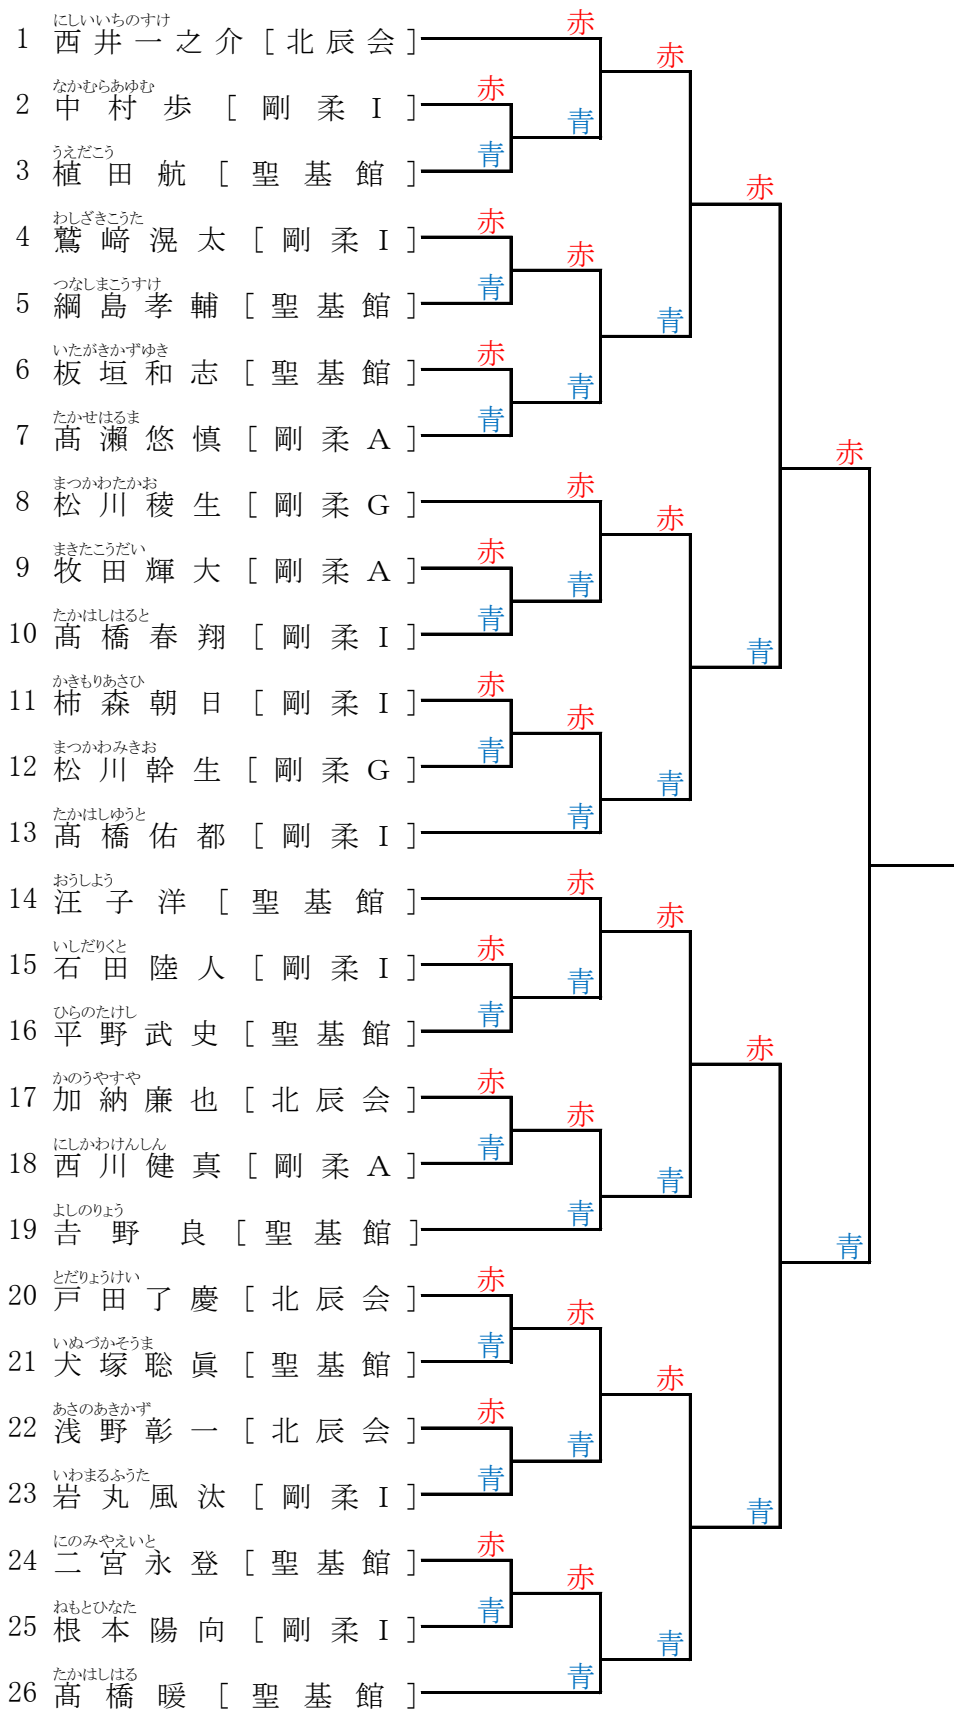 にしいいちのすけ
1 西井一之介 [ 北辰会 ]
なかむらあゆむ
2 中村歩 [ 剛柔 I ]
うえだこう
3 植田航 [ 聖基館 ]
わしざきこうた
4 鷲﨑滉太 [ 剛柔 I ]
つなしまこうすけ
5 綱島孝輔 [ 聖基館 ]
いたがきかずゆき
6 板垣和志 [ 聖基館 ]
たかせはるま
7 髙瀨悠慎 [ 剛柔 A ]
まつかわたかお
8 松川稜生 [ 剛柔 G ]
まきたこうだい
9 牧田輝大 [ 剛柔 A ]
たかはしはると
10 髙橋春翔 [ 剛柔 I ]
かきもりあさひ
11 柿森朝日 [ 剛柔 I ]
まつかわみきお
12 松川幹生 [ 剛柔 G ]
たかはしゆうと
13 髙橋佑都 [ 剛柔 I ]
おうしよう
14 汪子洋 [ 聖基館 ]
いしだりくと
15 石田陸人 [ 剛柔 I ]
ひらのたけし
16 平野武史 [ 聖基館 ]
かのうやすや
17 加納廉也 [ 北辰会 ]
にしかわけんしん
18 西川健真 [ 剛柔 A ]
よしのりょう
19 𠮷野 良 [ 聖基館 ]
とだりょうけい
20 戸田了慶 [ 北辰会 ]
いぬづかそうま
21 犬塚聡眞 [ 聖基館 ]
あさのあきかず
22 浅野彰一 [ 北辰会 ]
いわまるふうた
23 岩丸風汰 [ 剛柔 I ]
にのみやえいと
24 二宮永登 [ 聖基館 ]
ねもとひなた
25 根本陽向 [ 剛柔 I ]
たかはしはる
26 髙橋暖 [ 聖基館 ]
赤
青
赤
青
赤
青
赤
青
赤
青
赤
青
赤
青
赤
青
赤
青
赤
青
赤
青
赤
青
赤
青
赤
青
赤
青
赤
青
赤
青
赤
青
赤
青
赤
青
赤
青
赤
青
赤
青
赤
青
赤
青